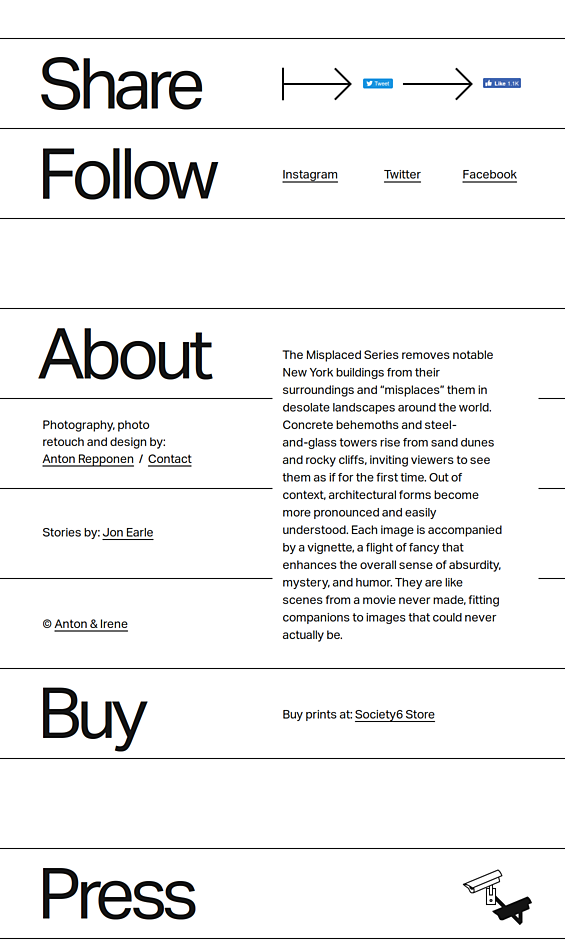 Share
Tweet
Like 1.1K
Follow
Instagram Twitter Facebook
About
The Misplaced Series removes notable
New York buildings from their
surroundings and “misplaces” them in
desolate landscapes around the world.
Concrete behemoths and steel-
and-glass towers rise from sand dunes
and rocky cliffs, inviting viewers to see
them as if for the first time. Out of
context, architectural forms become
more pronounced and easily
understood. Each image is accompanied
by a vignette, a flight of fancy that
enhances the overall sense of absurdity,
mystery, and humor. They are like
scenes from a movie never made, fitting
companions to images that could never
actually be.
Photography, photo
retouch and design by:
Anton Repponen / Contact
Stories by: Jon Earle
© Anton & Irene
Buy
Buy prints at: Society6 Store
Press